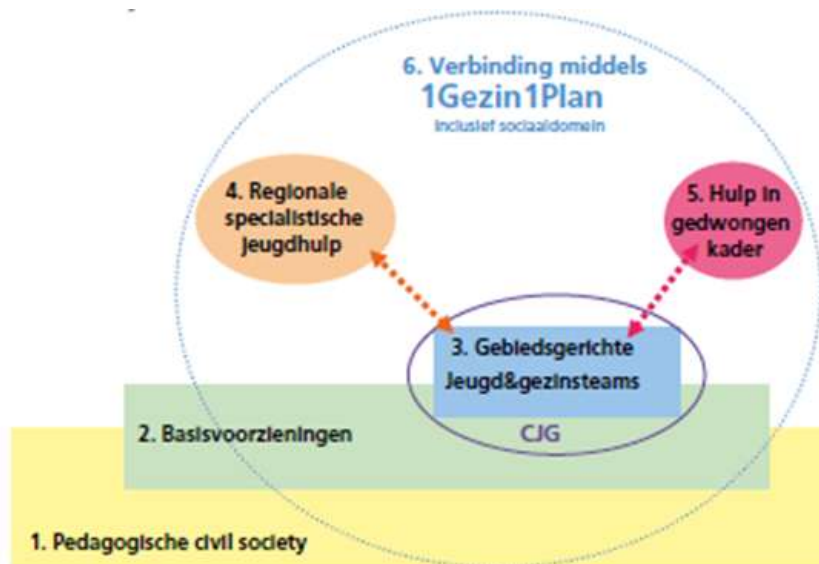 6. Verbinding middels
1Gezin1Plan
Inclusief sociaaldomein
4. Regionale
specialistische
Jeugdhulp
5. Hulp in
gedwongen
kader
3. Gebiedsgerichte
Jeugd&gezinsteams
2. Basisvoorzieningen
CJG
1. Pedagogische civil society